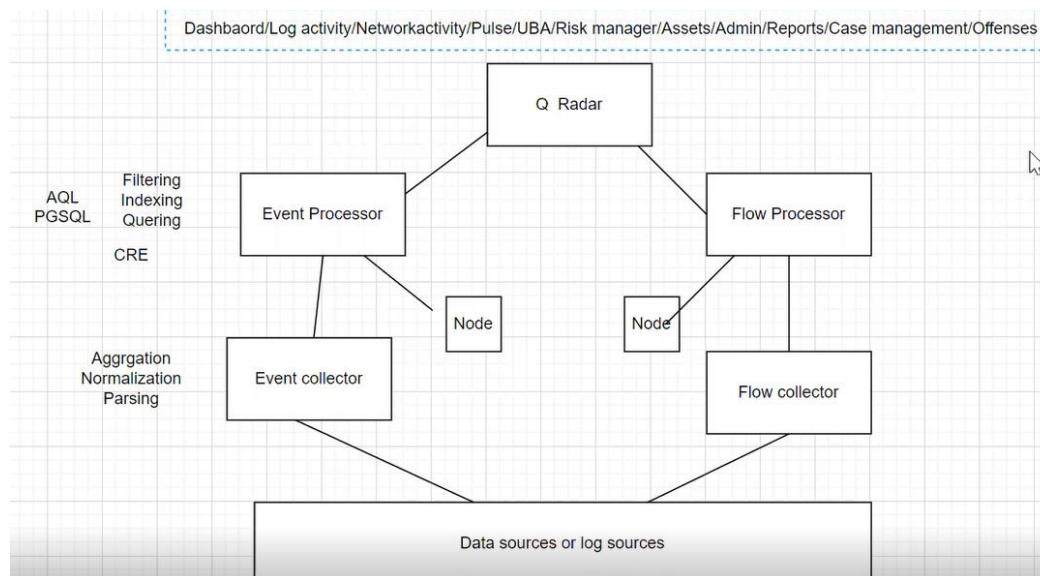 Dashbaord/Log activity/Networkactivity/Pulse/UBA/Risk manager/Assets/Admin/Reports/Case management/Offenses
Q Radar
Filtering
Indexing
Quering
AQL
PGSQL
CRE
Event Processor
Flow Processor
Node
Node
Aggrgation
Normalization
Parsing
Event collector
Flow collector
Data sources or log sources